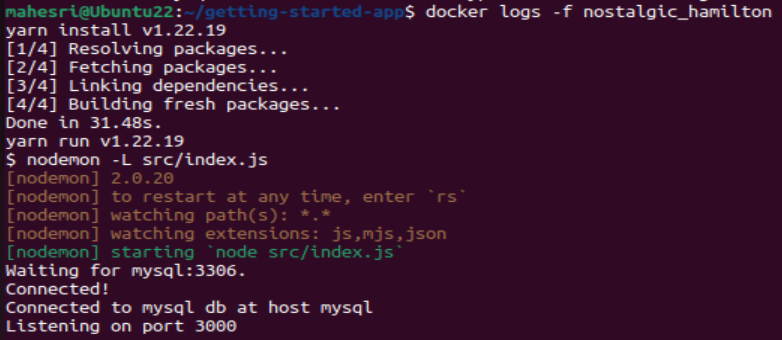 mahesri@Ubuntu22:~/getting-started-app$ docker logs -f nostalgic_hamilton
yarn install v1.22.19
[1/4] Resolving packages...
[2/4] Fetching packages...
[3/4] Linking dependencies...
[4/4] Building fresh packages...
Done in 31.48s.
yarn run v1.22.19
$ nodemon -L src/index.js
[nodemon] 2.0.20
[nodemon] to restart at any time, enter `rs`
[nodemon] watching path(s): *.*
[nodemon] watching extensions: js,mjs,json
[nodemon] starting `node src/index.js`
Waiting for mysql:3306.
Connected!
Connected to mysql db at host mysql
Listening on port 3000